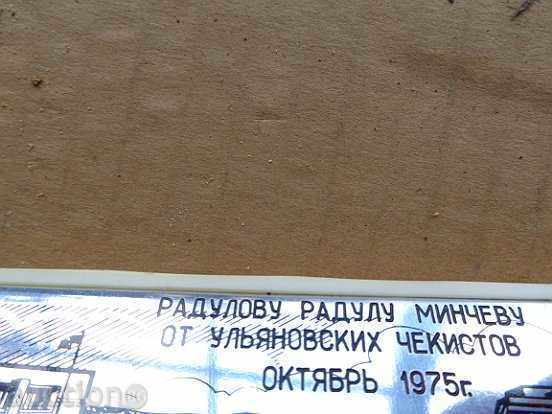 РАДУЛОВУ РАДУЛУ МИНЧЕВУ
ОТ УЛЬЯНОВСКИХ ЧЕКИСТОВ
ОКТЯБРЬ 1975г.